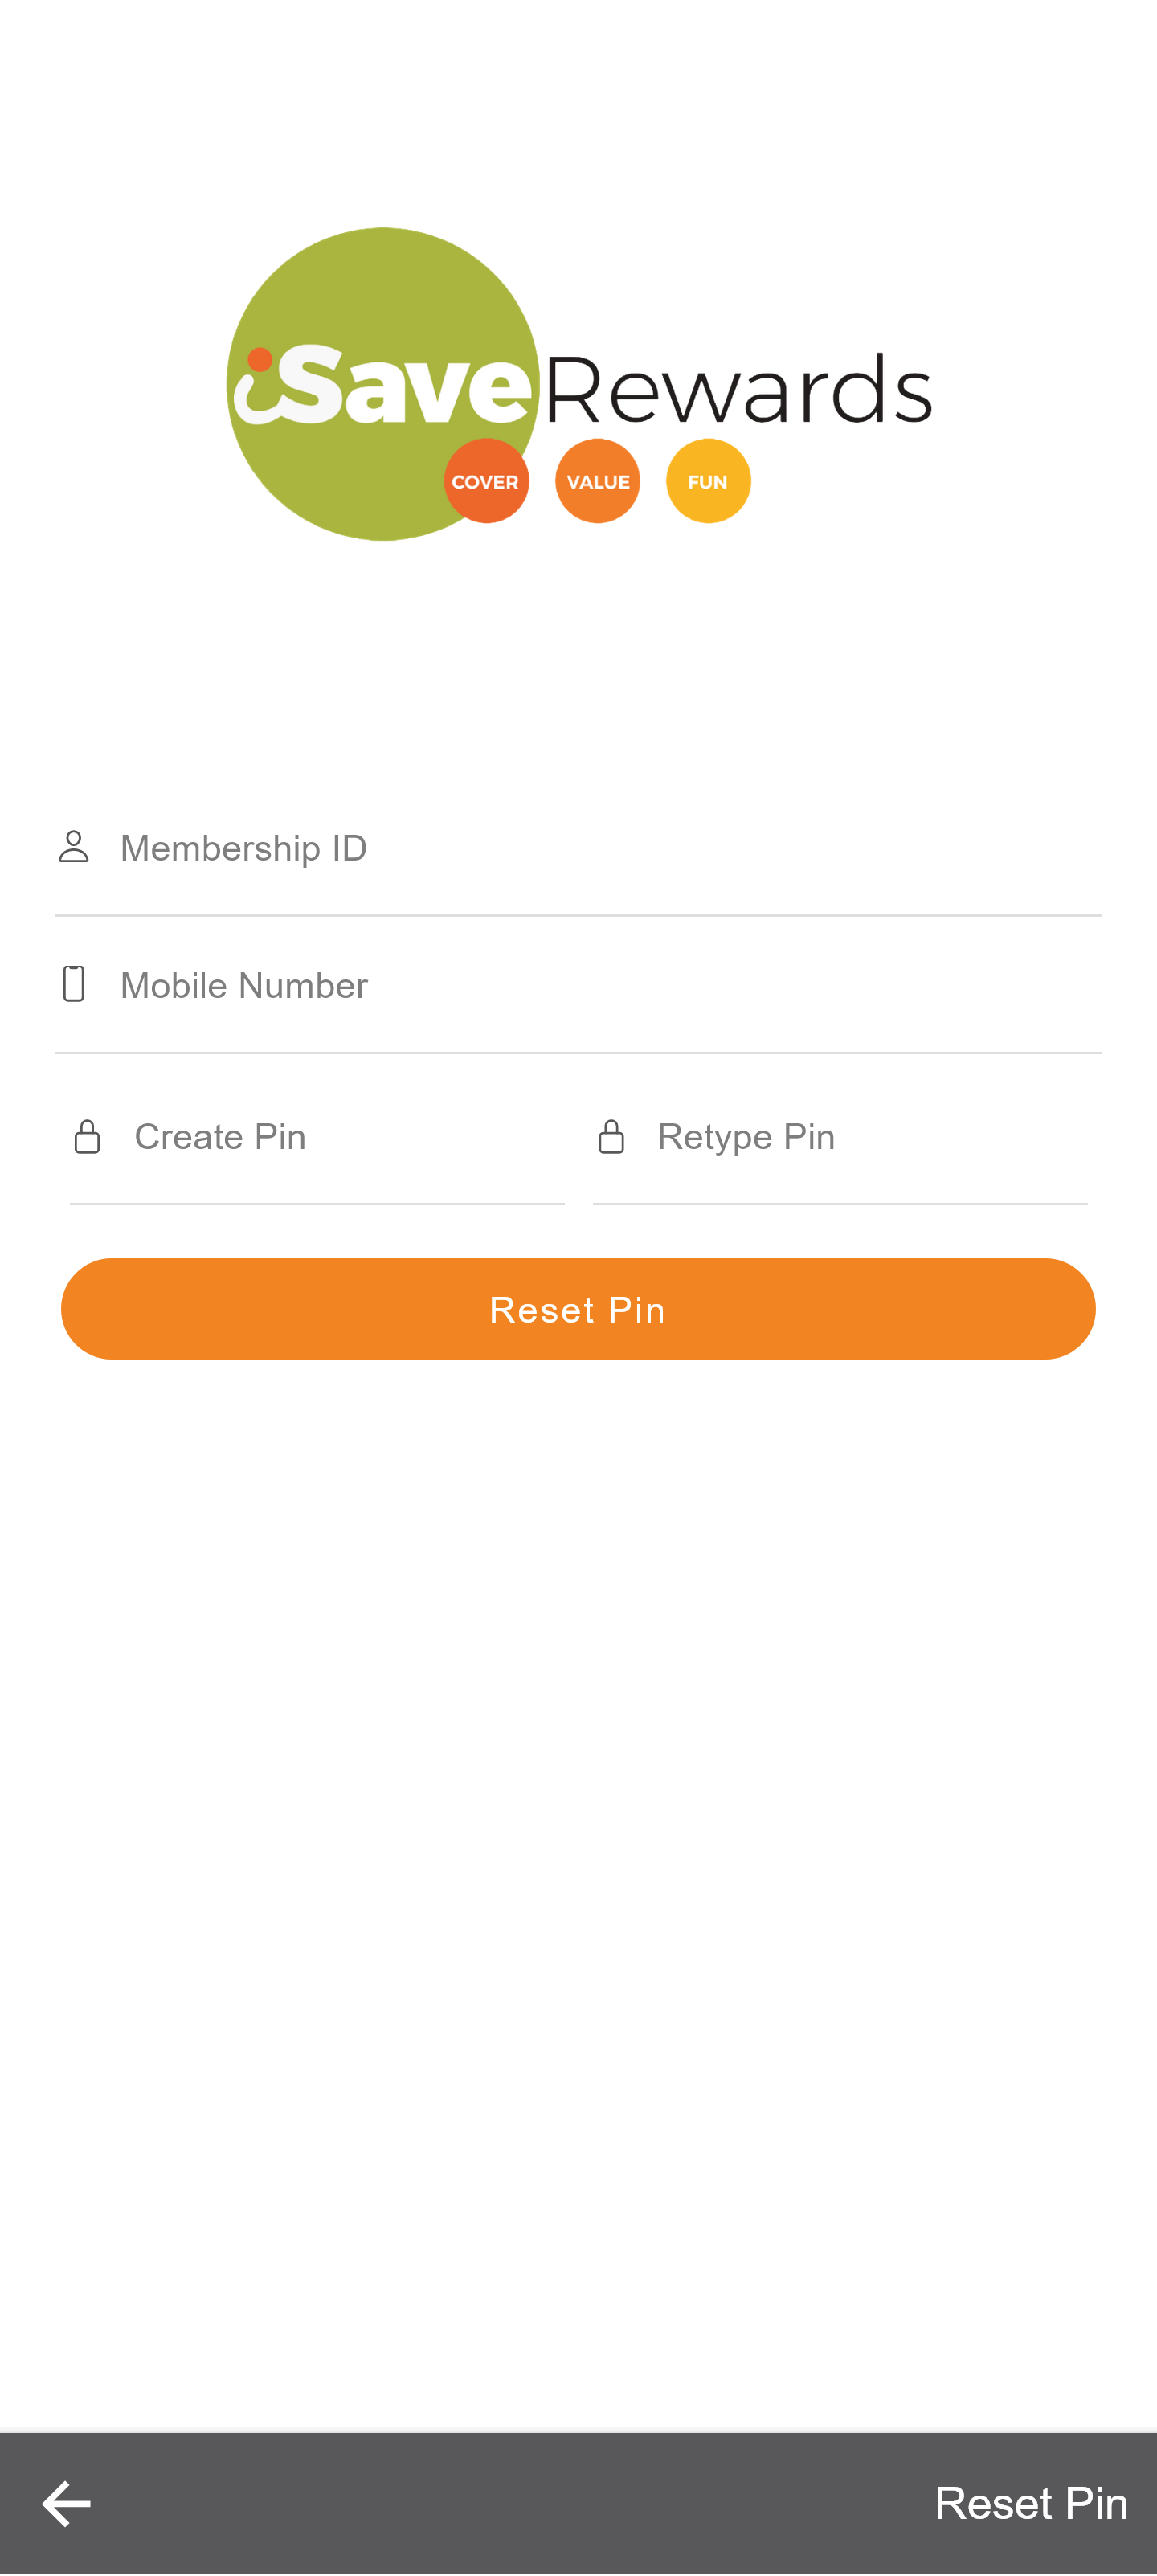 iSaveRewards
COVER VALUE FUN
Membership ID
Mobile Number
Create Pin Retype Pin
Reset Pin
Reset Pin